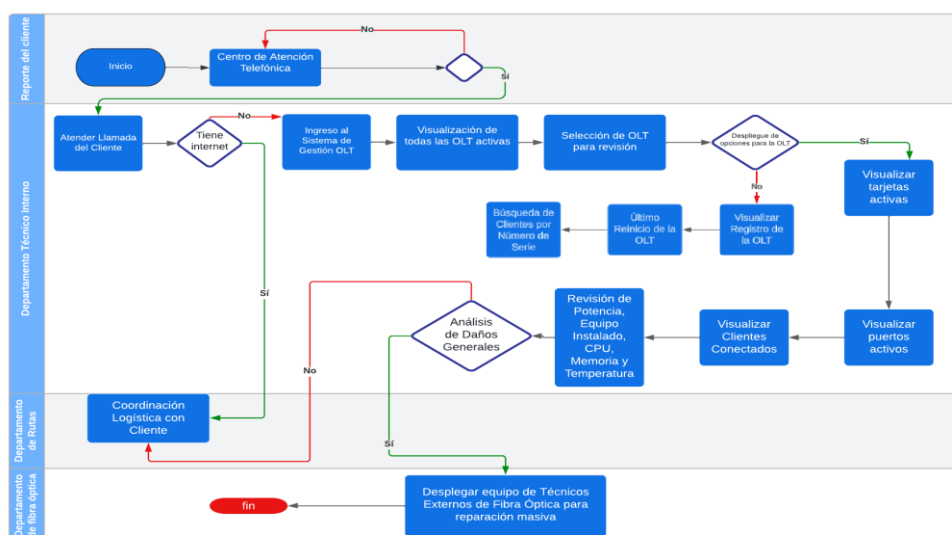 Reporte del cliente
Inicio
Centro de Atención
Telefónica
No
Sí
Departamento Técnico Interno
Atender Llamada
del Cliente
Tiene
internet
No
Ingreso al
Sistema de
Gestión OLT
Visualización de
todas las OLT activas
Selección de OLT
para revisión
Despliegue de
opciones para la OLT
Sí
Visualizar
tarjetas
activas
No
Visualizar
Registro de
la OLT
Último
Reinicio de la
OLT
Búsqueda de
Clientes por
Número de
Serie
Sí
Visualizar
puertos
activos
Visualizar
Clientes
Conectados
Revisión de
Potencia,
Equipo
Instalado,
CPU,
Memoria y
Temperatura
Análisis
de Daños
Generales
No
Departamento
de Rutas
Coordinación
Logística con
Cliente
Sí
Departamento
de fibra óptica
Desplegar equipo de Técnicos
Externos de Fibra Óptica para
reparación masiva
fin